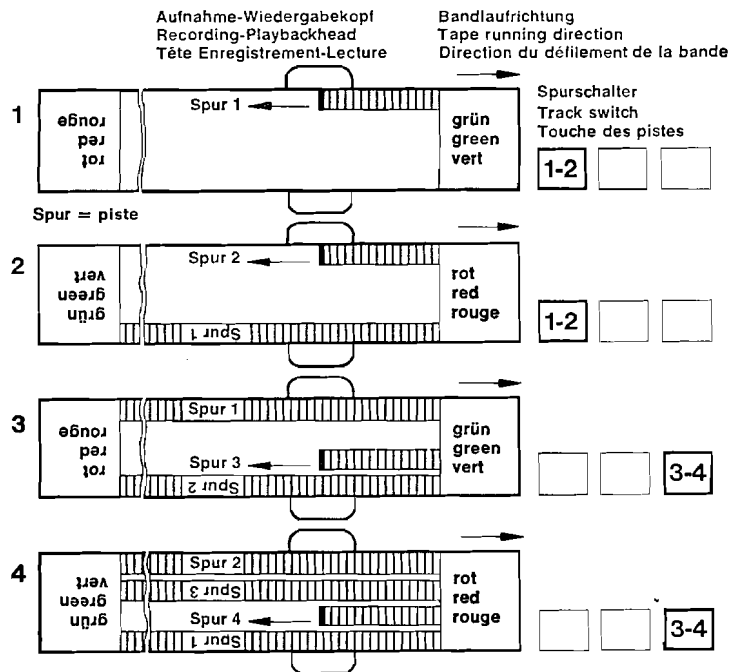 Aufnahme-Wiedergabekopf
Recording-Playbackhead
Tête Enregistrement-Lecture
Bandlaufrichtung
Tape running direction
Direction du défilement de la bande
Spurschalter
Track switch
Touche des pistes
1
rot
red
rouge
Spur 1
grün
green
vert
1-2
Spur = piste
2
grün
green
vert
Spur 2
Spur 1
rot
red
rouge
1-2
3
rot
red
rouge
Spur 1
Spur 3
Spur 2
grün
green
vert
3-4
4
grün
green
vert
Spur 2
Spur 3
Spur 4
Spur 1
rot
red
rouge
3-4